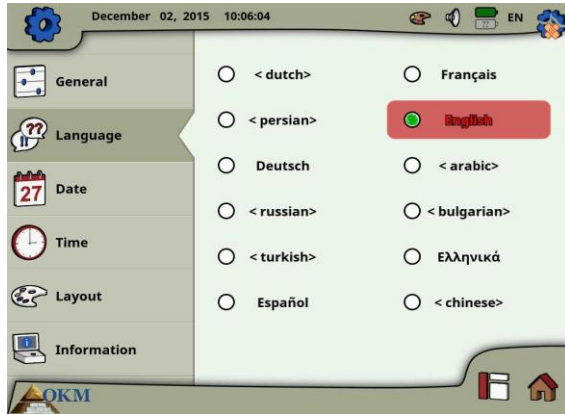 December 02, 2015 10:06:04 EN
General
Language
Date
27
Time
Layout
Information
< dutch> Français
< persian> English
Deutsch < arabic>
< russian> < bulgarian>
< turkish> Ελληνικά
Español < chinese>
OKM